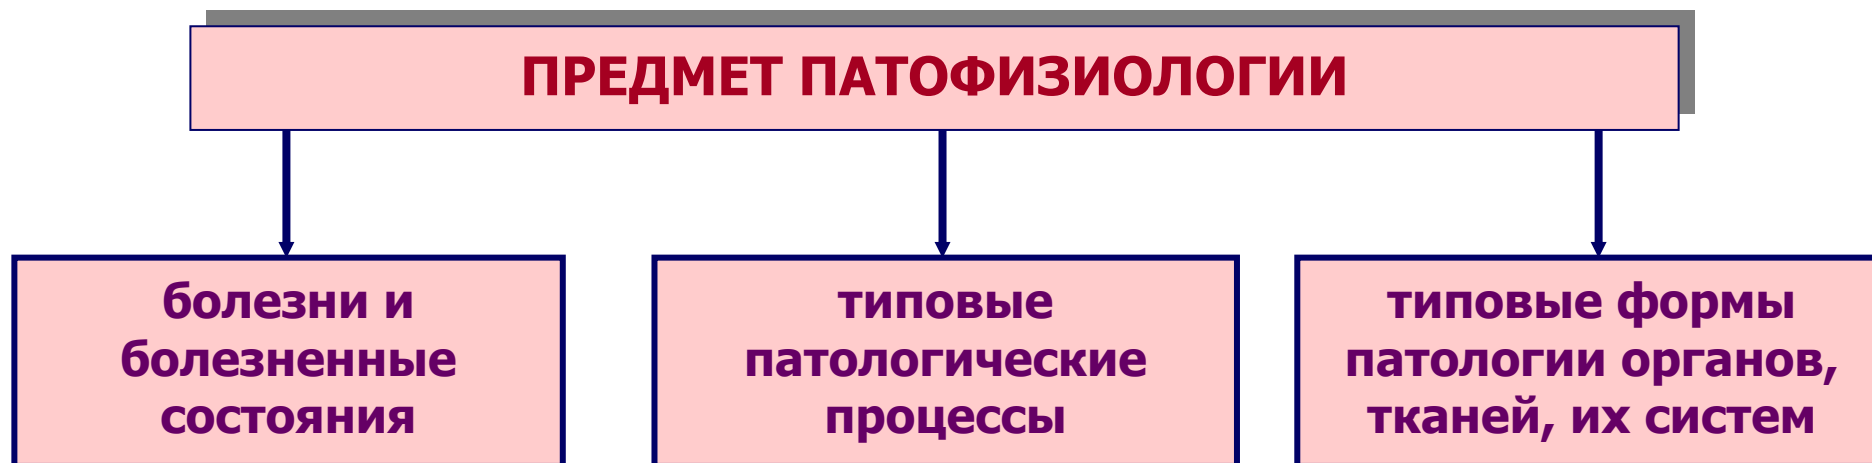 ПРЕДМЕТ ПАТОФИЗИОЛОГИИ
болезни и
болезненные
состояния
типовые
патологические
процессы
типовые формы
патологии органов,
тканей, их систем